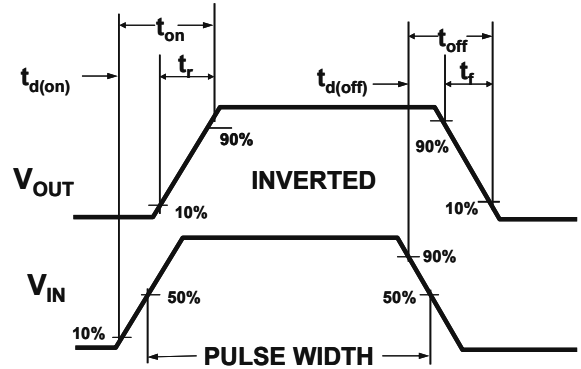 ton
toff
tr
tf
td(on)
td(off)
90%
90%
VOUT
INVERTED
10%
10%
90%
VIN
50%
50%
10%
PULSE WIDTH